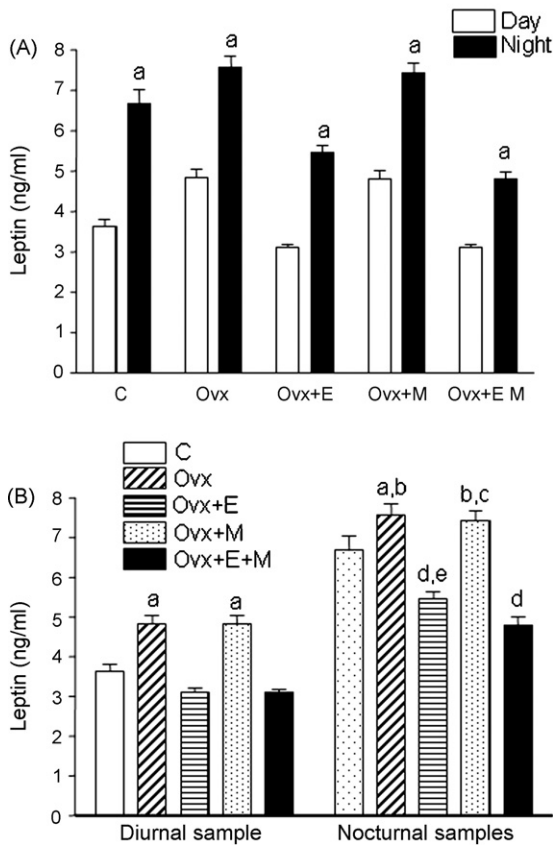 (A)
Day
Night
8
7
6
5
4
3
2
1
0
Leptin (ng/ml)
a
a
a
a
a
C
Ovx
Ovx+E
Ovx+M
Ovx+E M
(B)
C
Ovx
Ovx+E
Ovx+M
Ovx+E+M
8
7
6
5
4
3
2
1
0
Leptin (ng/ml)
a
a
a,b
d,e
b,c
d
Diurnal sample
Nocturnal samples